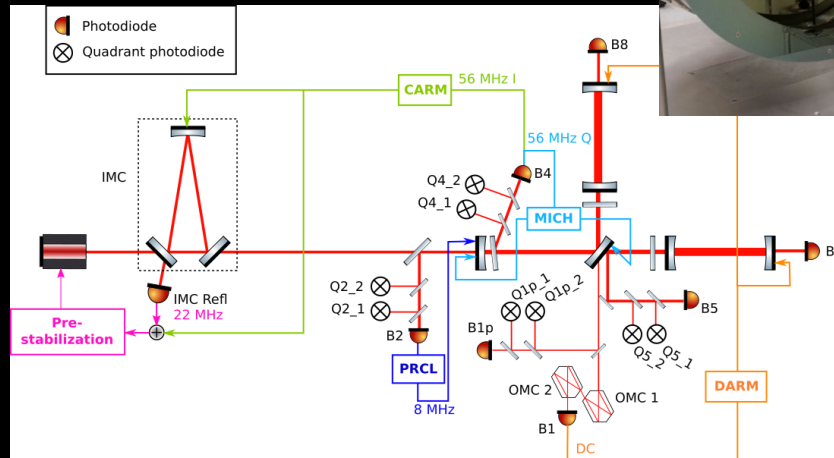 Photodiode
Quadrant photodiode
B8
CARM
56 MHz I
56 MHz Q
IMC
Q4_2
B4
Q4_1
MICH
B
Q1p_1
Q1p_2
Q2_2
Q2_1
IMC Refl
22 MHz
B5
Pre-
stabilization
B2
B1p
Q5_2
Q5_1
PRCL
OMC 2
OMC 1
DARM
8 MHz
B1
DC